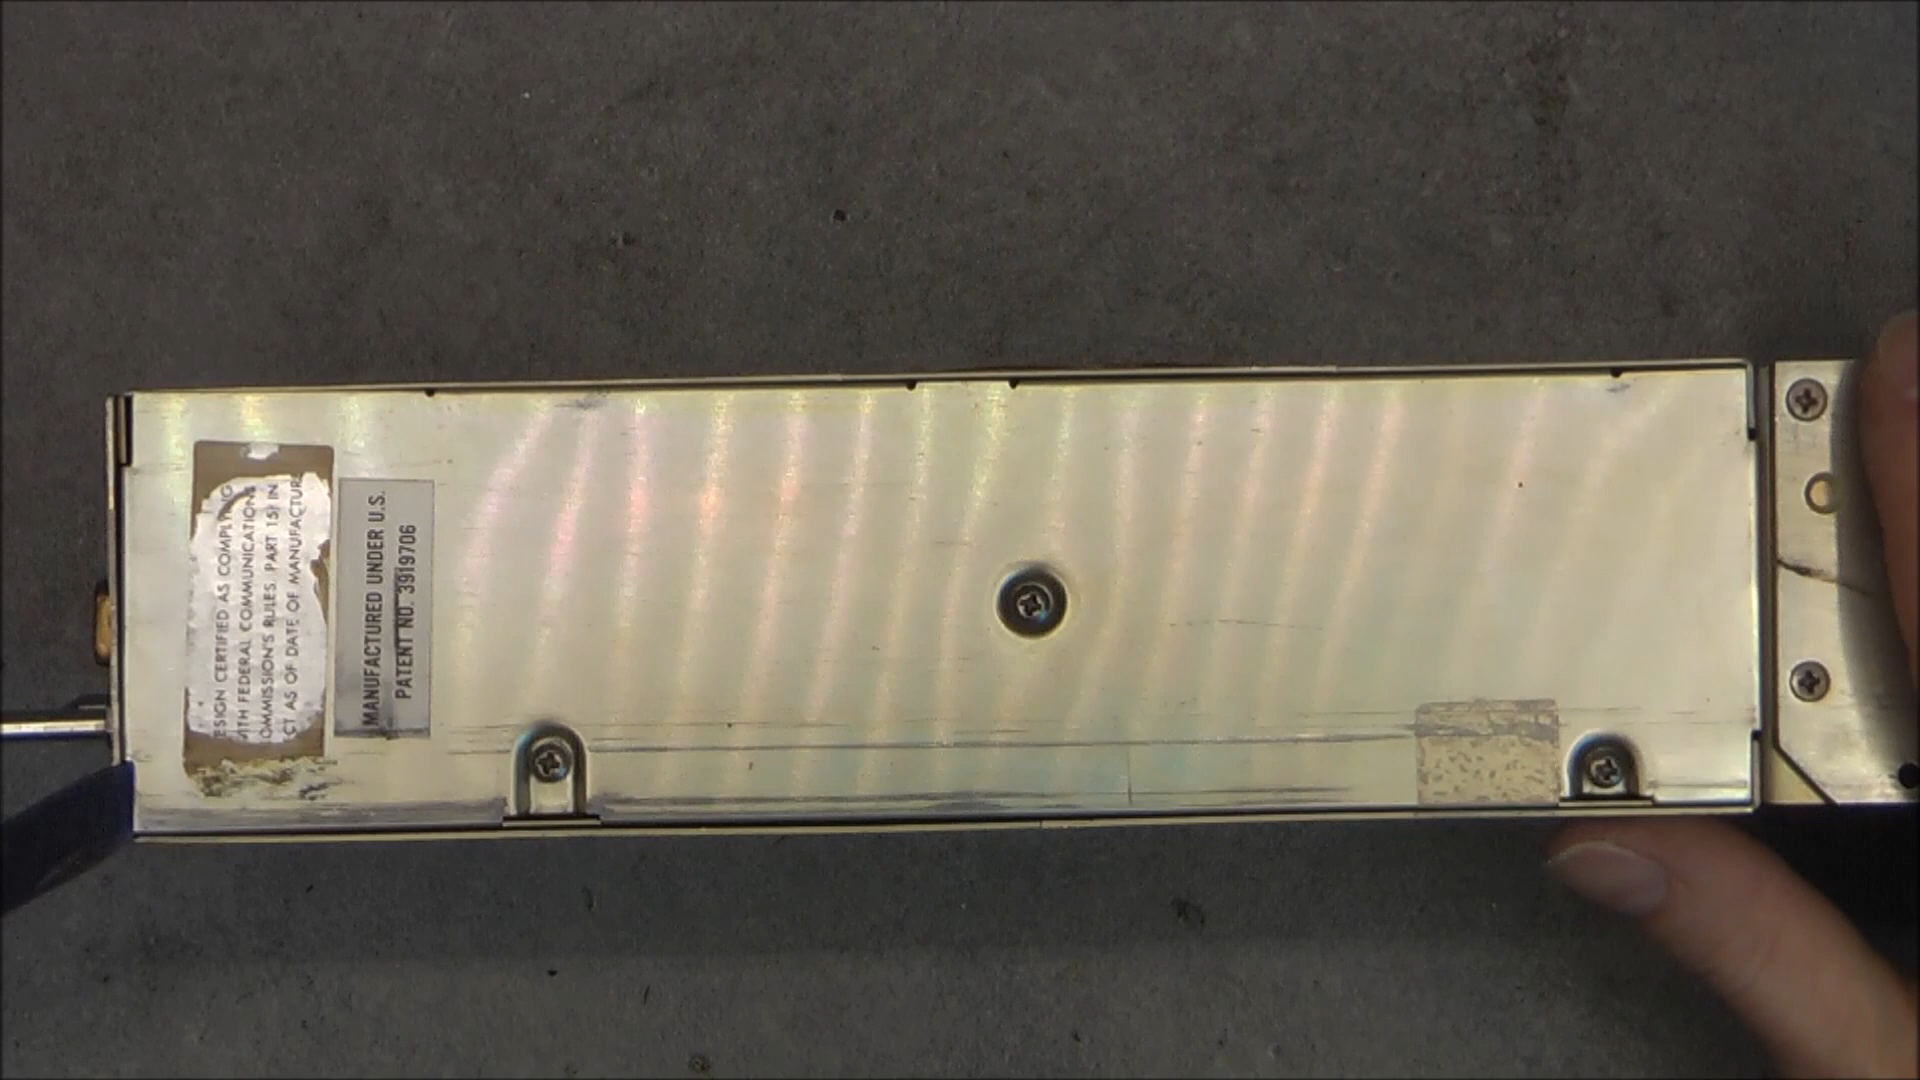 ESIGN CERTIFIED AS COMPLYING
WITH FEDERAL COMMUNICATIONS
OMMISSION'S RULES. PART 15, IN
CT AS OF DATE OF MANUFACTURE
MANUFACTURED UNDER U.S.
PATENT NO. 3919706